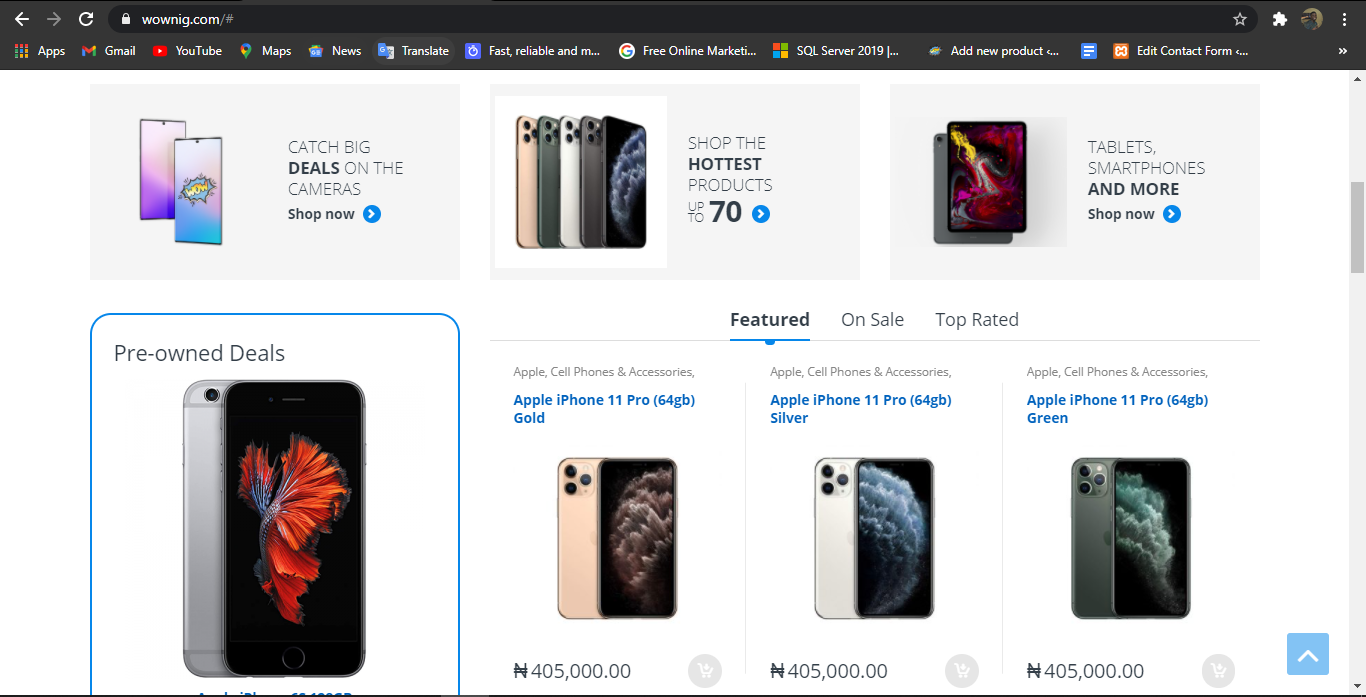 wownig.com/#
Apps Gmail YouTube Maps News Translate Fast, reliable and m... Free Online Marketi... SQL Server 2019 |... Add new product ‹... Edit Contact Form ‹... »
CATCH BIG
DEALS ON THE
CAMERAS
Shop now
WOW
SHOP THE
HOTTEST
PRODUCTS
UP TO 70
TABLETS,
SMARTPHONES
AND MORE
Shop now
Pre-owned Deals
Featured On Sale Top Rated
Apple, Cell Phones & Accessories,
Apple iPhone 11 Pro (64gb)
Gold
₦405,000.00
Apple, Cell Phones & Accessories,
Apple iPhone 11 Pro (64gb)
Silver
₦405,000.00
Apple, Cell Phones & Accessories,
Apple iPhone 11 Pro (64gb)
Green
₦405,000.00